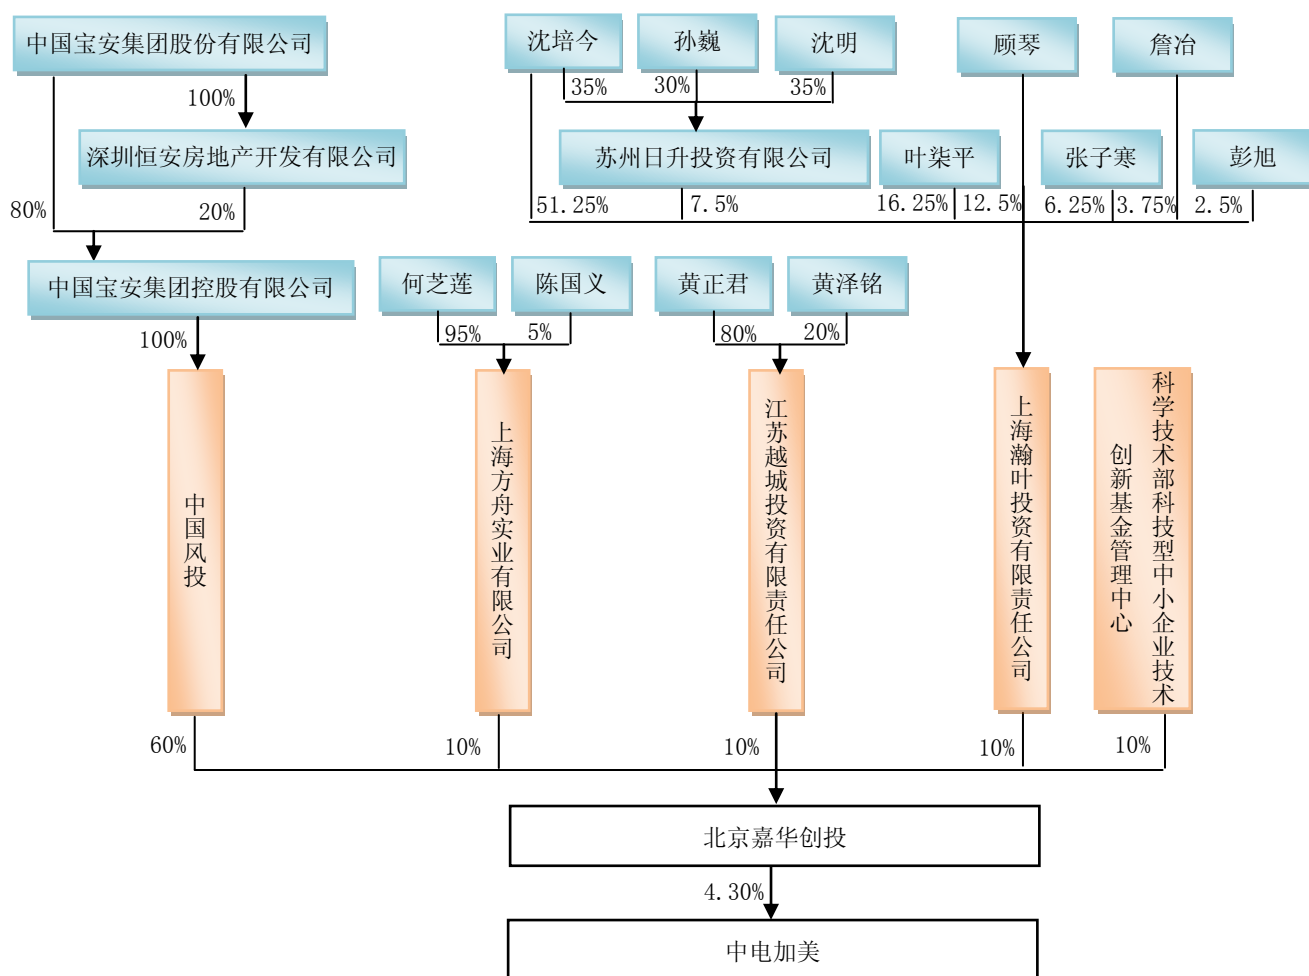 中国宝安集团股份有限公司
沈培今
孙巍
沈明
顾琴
詹冶
100%
35%
30%
35%
深圳恒安房地产开发有限公司
苏州日升投资有限公司
叶柒平
张子寒
彭旭
80%
20%
51.25%
7.5%
16.25%
12.5%
6.25%
3.75%
2.5%
中国宝安集团控股有限公司
何芝莲
陈国义
黄正君
黄泽铭
100%
95%
5%
80%
20%
中国风投
上海方舟实业有限公司
江苏越城投资有限责任公司
上海瀚叶投资有限责任公司
科学技术部科技型中小企业技术
创新基金管理中心
60%
10%
10%
10%
10%
北京嘉华创投
4.30%
中电加美